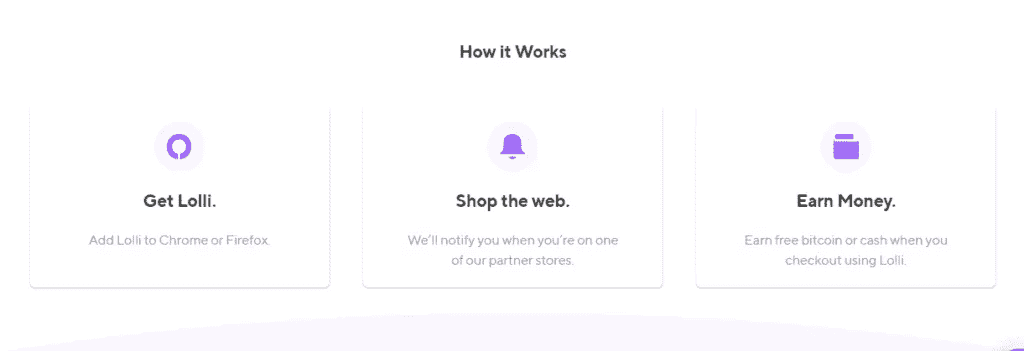 How it Works
Get Lolli.
Add Lolli to Chrome or Firefox.
Shop the web.
We'll notify you when you're on one
of our partner stores.
Earn Money.
Earn free bitcoin or cash when you
checkout using Lolli.